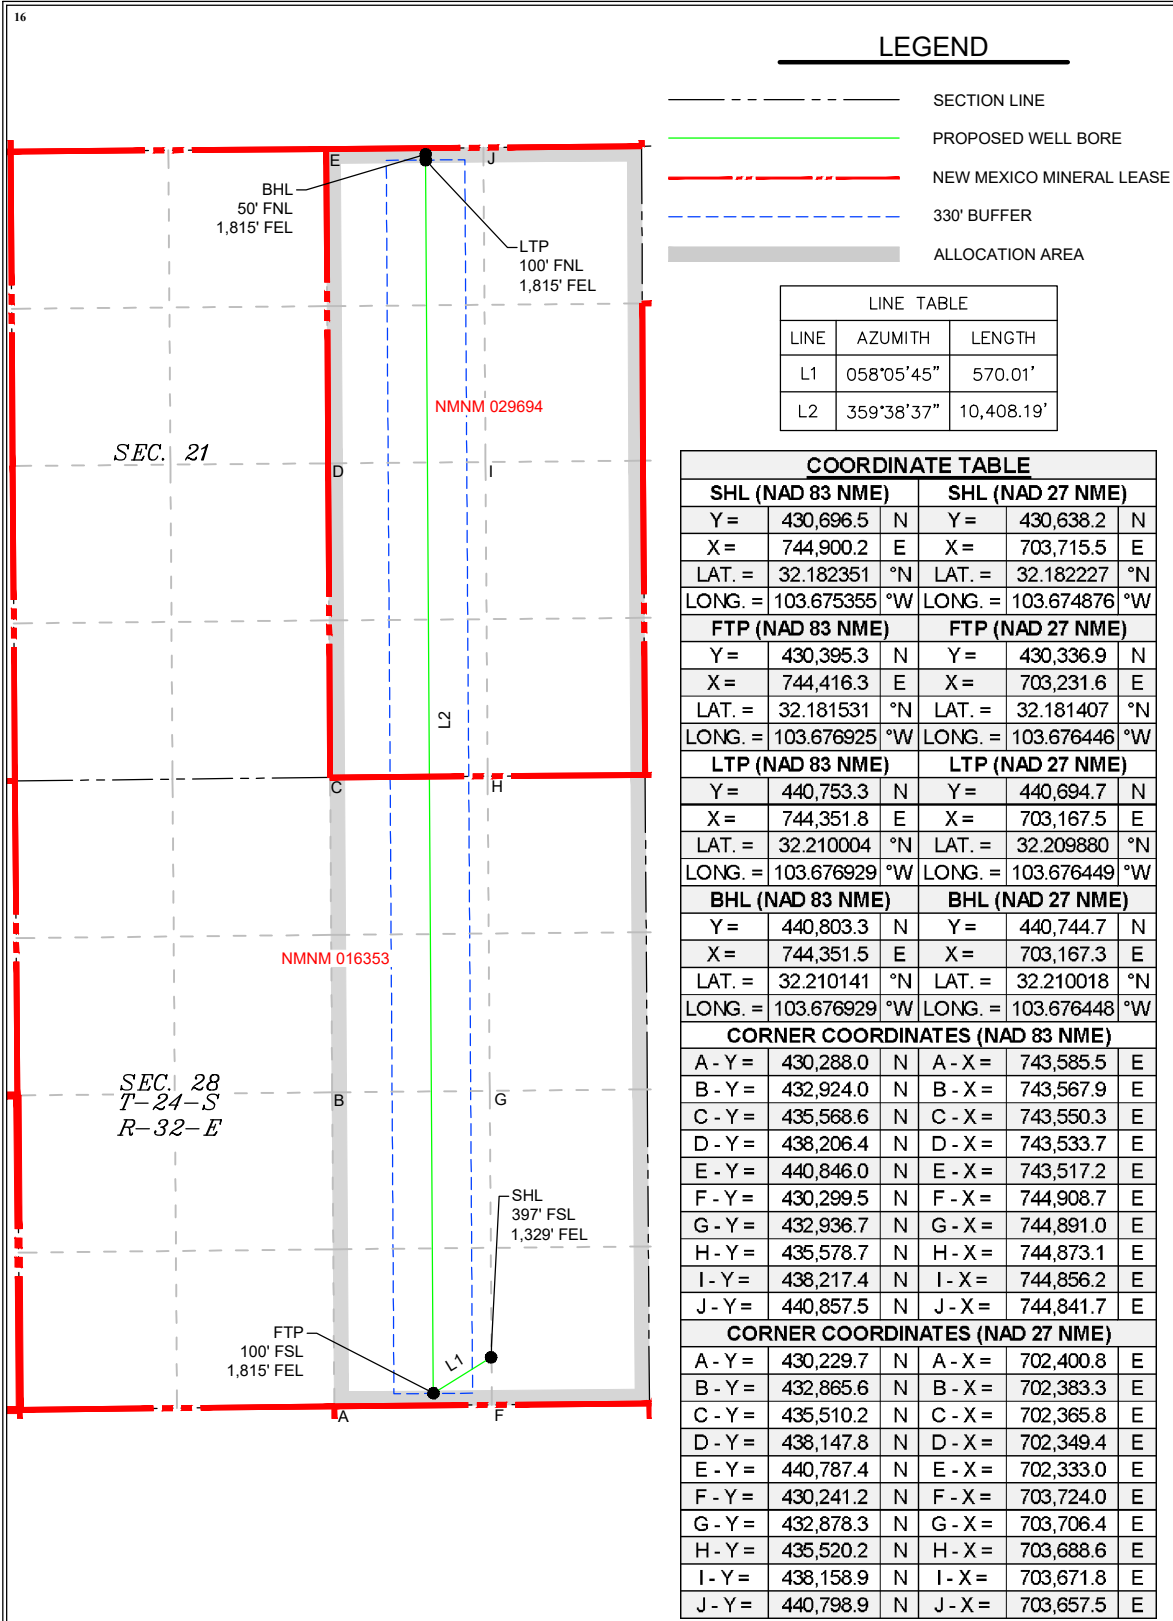 16
LEGEND
SECTION LINE
PROPOSED WELL BORE
NEW MEXICO MINERAL LEASE
330' BUFFER
ALLOCATION AREA
LINE TABLE
LINE AZUMITH LENGTH
L1 058°05'45" 570.01'
L2 359°38'37" 10,408.19'
E
J
BHL
50' FNL
1,815' FEL
LTP
100' FNL
1,815' FEL
NMNM 029694
SEC. 21
D
I
L2
C
H
NMNM 016353
SEC. 28
T-24-S
R-32-E
B
G
SHL
397' FSL
1,329' FEL
FTP
100' FSL
1,815' FEL
L1
A
F
COORDINATE TABLE
SHL (NAD 83 NME) SHL (NAD 27 NME)
Y = 430,696.5 N Y = 430,638.2 N
X = 744,900.2 E X = 703,715.5 E
LAT. = 32.182351 °N LAT. = 32.182227 °N
LONG. = 103.675355 °W LONG. = 103.674876 °W
FTP (NAD 83 NME) FTP (NAD 27 NME)
Y = 430,395.3 N Y = 430,336.9 N
X = 744,416.3 E X = 703,231.6 E
LAT. = 32.181531 °N LAT. = 32.181407 °N
LONG. = 103.676925 °W LONG. = 103.676446 °W
LTP (NAD 83 NME) LTP (NAD 27 NME)
Y = 440,753.3 N Y = 440,694.7 N
X = 744,351.8 E X = 703,167.5 E
LAT. = 32.210004 °N LAT. = 32.209880 °N
LONG. = 103.676929 °W LONG. = 103.676449 °W
BHL (NAD 83 NME) BHL (NAD 27 NME)
Y = 440,803.3 N Y = 440,744.7 N
X = 744,351.5 E X = 703,167.3 E
LAT. = 32.210141 °N LAT. = 32.210018 °N
LONG. = 103.676929 °W LONG. = 103.676448 °W
CORNER COORDINATES (NAD 83 NME)
A - Y = 430,288.0 N A - X = 743,585.5 E
B - Y = 432,924.0 N B - X = 743,567.9 E
C - Y = 435,568.6 N C - X = 743,550.3 E
D - Y = 438,206.4 N D - X = 743,533.7 E
E - Y = 440,846.0 N E - X = 743,517.2 E
F - Y = 430,299.5 N F - X = 744,908.7 E
G - Y = 432,936.7 N G - X = 744,891.0 E
H - Y = 435,578.7 N H - X = 744,873.1 E
I - Y = 438,217.4 N I - X = 744,856.2 E
J - Y = 440,857.5 N J - X = 744,841.7 E
CORNER COORDINATES (NAD 27 NME)
A - Y = 430,229.7 N A - X = 702,400.8 E
B - Y = 432,865.6 N B - X = 702,383.3 E
C - Y = 435,510.2 N C - X = 702,365.8 E
D - Y = 438,147.8 N D - X = 702,349.4 E
E - Y = 440,787.4 N E - X = 702,333.0 E
F - Y = 430,241.2 N F - X = 703,724.0 E
G - Y = 432,878.3 N G - X = 703,706.4 E
H - Y = 435,520.2 N H - X = 703,688.6 E
I - Y = 438,158.9 N I - X = 703,671.8 E
J - Y = 440,798.9 N J - X = 703,657.5 E